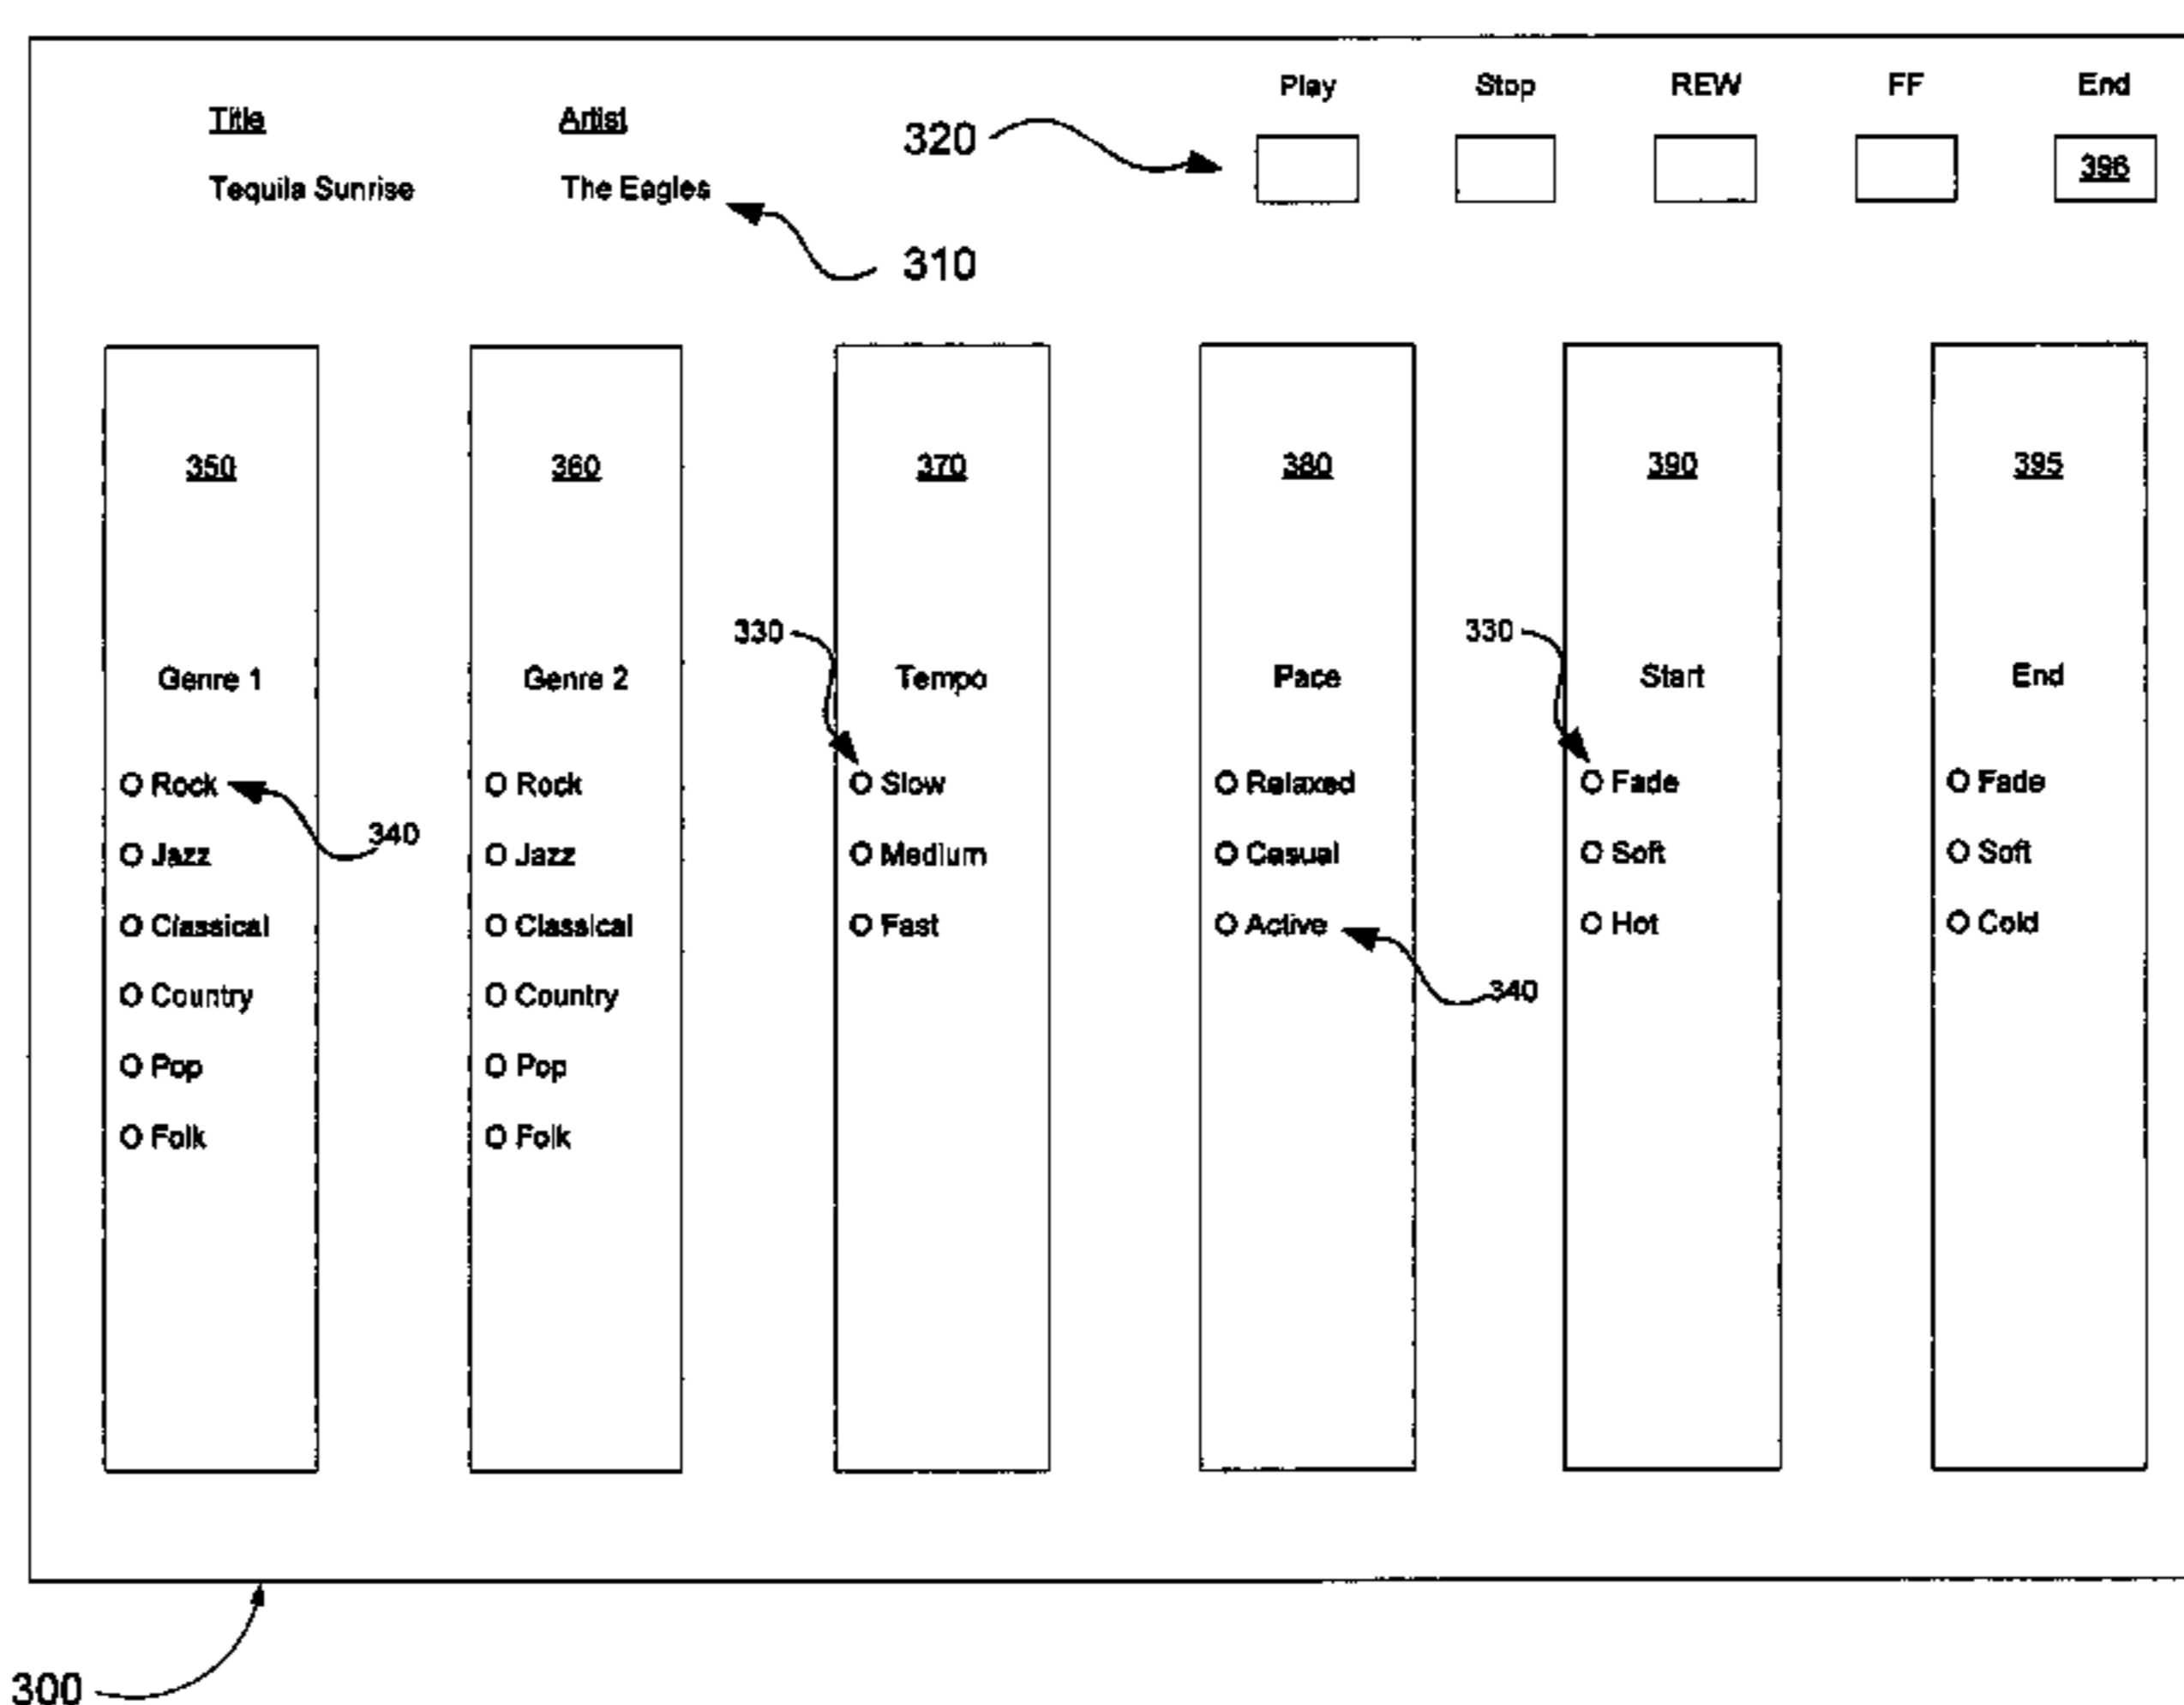 Play Stop REW FF End
Title Artist 320
396
Tequila Sunrise The Eagles
310
350 360 370 380 390 395
330 330
Genre 1 Genre 2 Tempo Pace Start End
Rock Rock Slow Relaxed Fade Fade
340
Jazz Jazz Medium Casual Soft Soft
Classical Classical Fast Active Hot Cold
340
Country Country
Pop Pop
Folk Folk
300